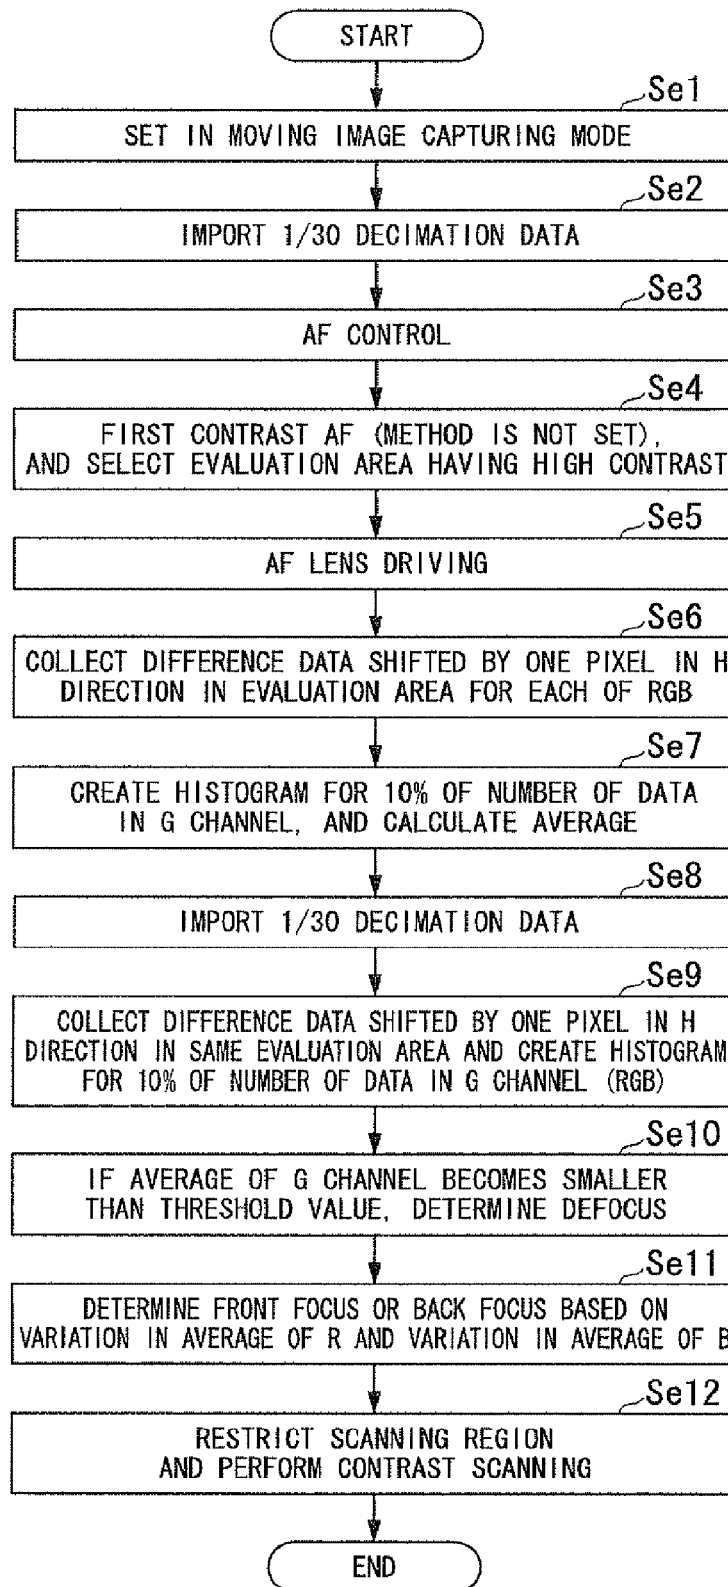 START
Se1
SET IN MOVING IMAGE CAPTURING MODE
Se2
IMPORT 1/30 DECIMATION DATA
Se3
AF CONTROL
Se4
FIRST CONTRAST AF (METHOD IS NOT SET),
AND SELECT EVALUATION AREA HAVING HIGH CONTRAST
Se5
AF LENS DRIVING
Se6
COLLECT DIFFERENCE DATA SHIFTED BY ONE PIXEL IN H
DIRECTION IN EVALUATION AREA FOR EACH OF RGB
Se7
CREATE HISTOGRAM FOR 10% OF NUMBER OF DATA
IN G CHANNEL, AND CALCULATE AVERAGE
Se8
IMPORT 1/30 DECIMATION DATA
Se9
COLLECT DIFFERENCE DATA SHIFTED BY ONE PIXEL IN H
DIRECTION IN SAME EVALUATION AREA AND CREATE HISTOGRAM
FOR 10% OF NUMBER OF DATA IN G CHANNEL (RGB)
Se10
IF AVERAGE OF G CHANNEL BECOMES SMALLER
THAN THRESHOLD VALUE, DETERMINE DEFOCUS
Se11
DETERMINE FRONT FOCUS OR BACK FOCUS BASED ON
VARIATION IN AVERAGE OF R AND VARIATION IN AVERAGE OF B
Se12
RESTRICT SCANNING REGION
AND PERFORM CONTRAST SCANNING
END